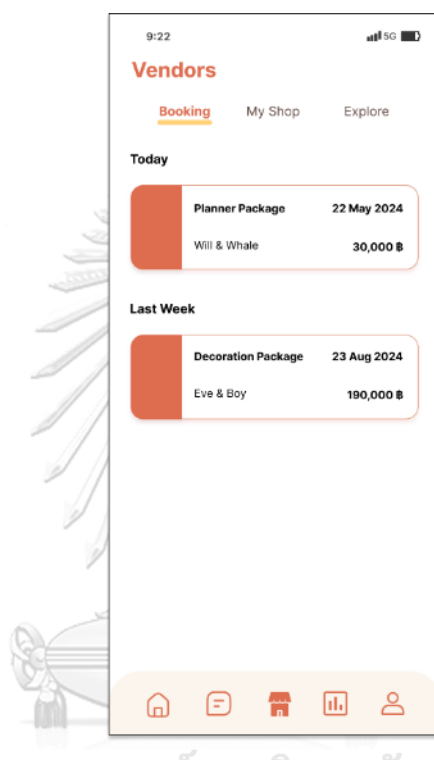 9:22 5G
Vendors
Booking My Shop Explore
Today
Planner Package 22 May 2024
Will & Whale 30,000 ฿
Last Week
Decoration Package 23 Aug 2024
Eve & Boy 190,000 ฿